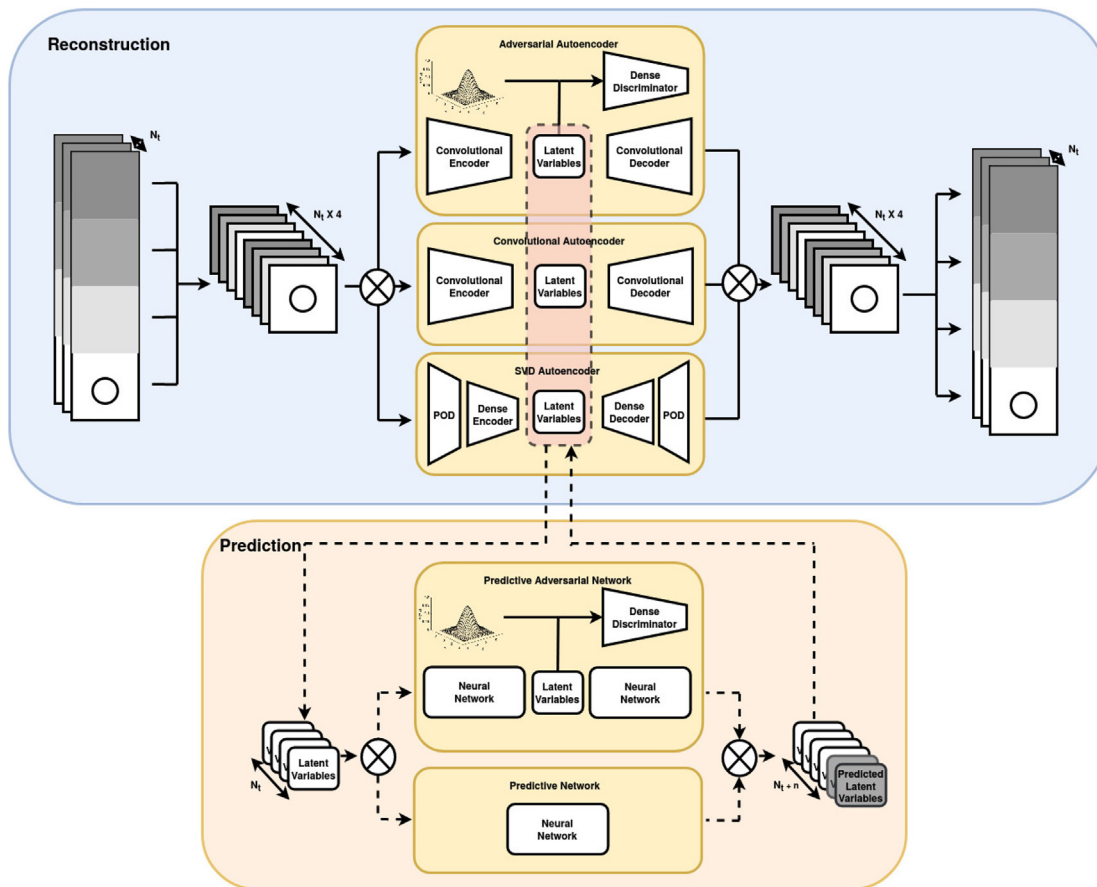 Reconstruction
Adversarial Autoencoder
Dense
Discriminator
N_t
Convolutional
Encoder
Latent
Variables
Convolutional
Decoder
N_t
N_t X 4
N_t X 4
Convolutional Autoencoder
Convolutional
Encoder
Latent
Variables
Convolutional
Decoder
SVD Autoencoder
POD
Dense
Encoder
Latent
Variables
Dense
Decoder
POD
Prediction
Predictive Adversarial Network
Dense
Discriminator
Neural
Network
Latent
Variables
Neural
Network
V
V
V
Latent
Variables
N_t
V
V
V
V
V
Predicted
Latent
Variables
N_t + n
Predictive Network
Neural
Network